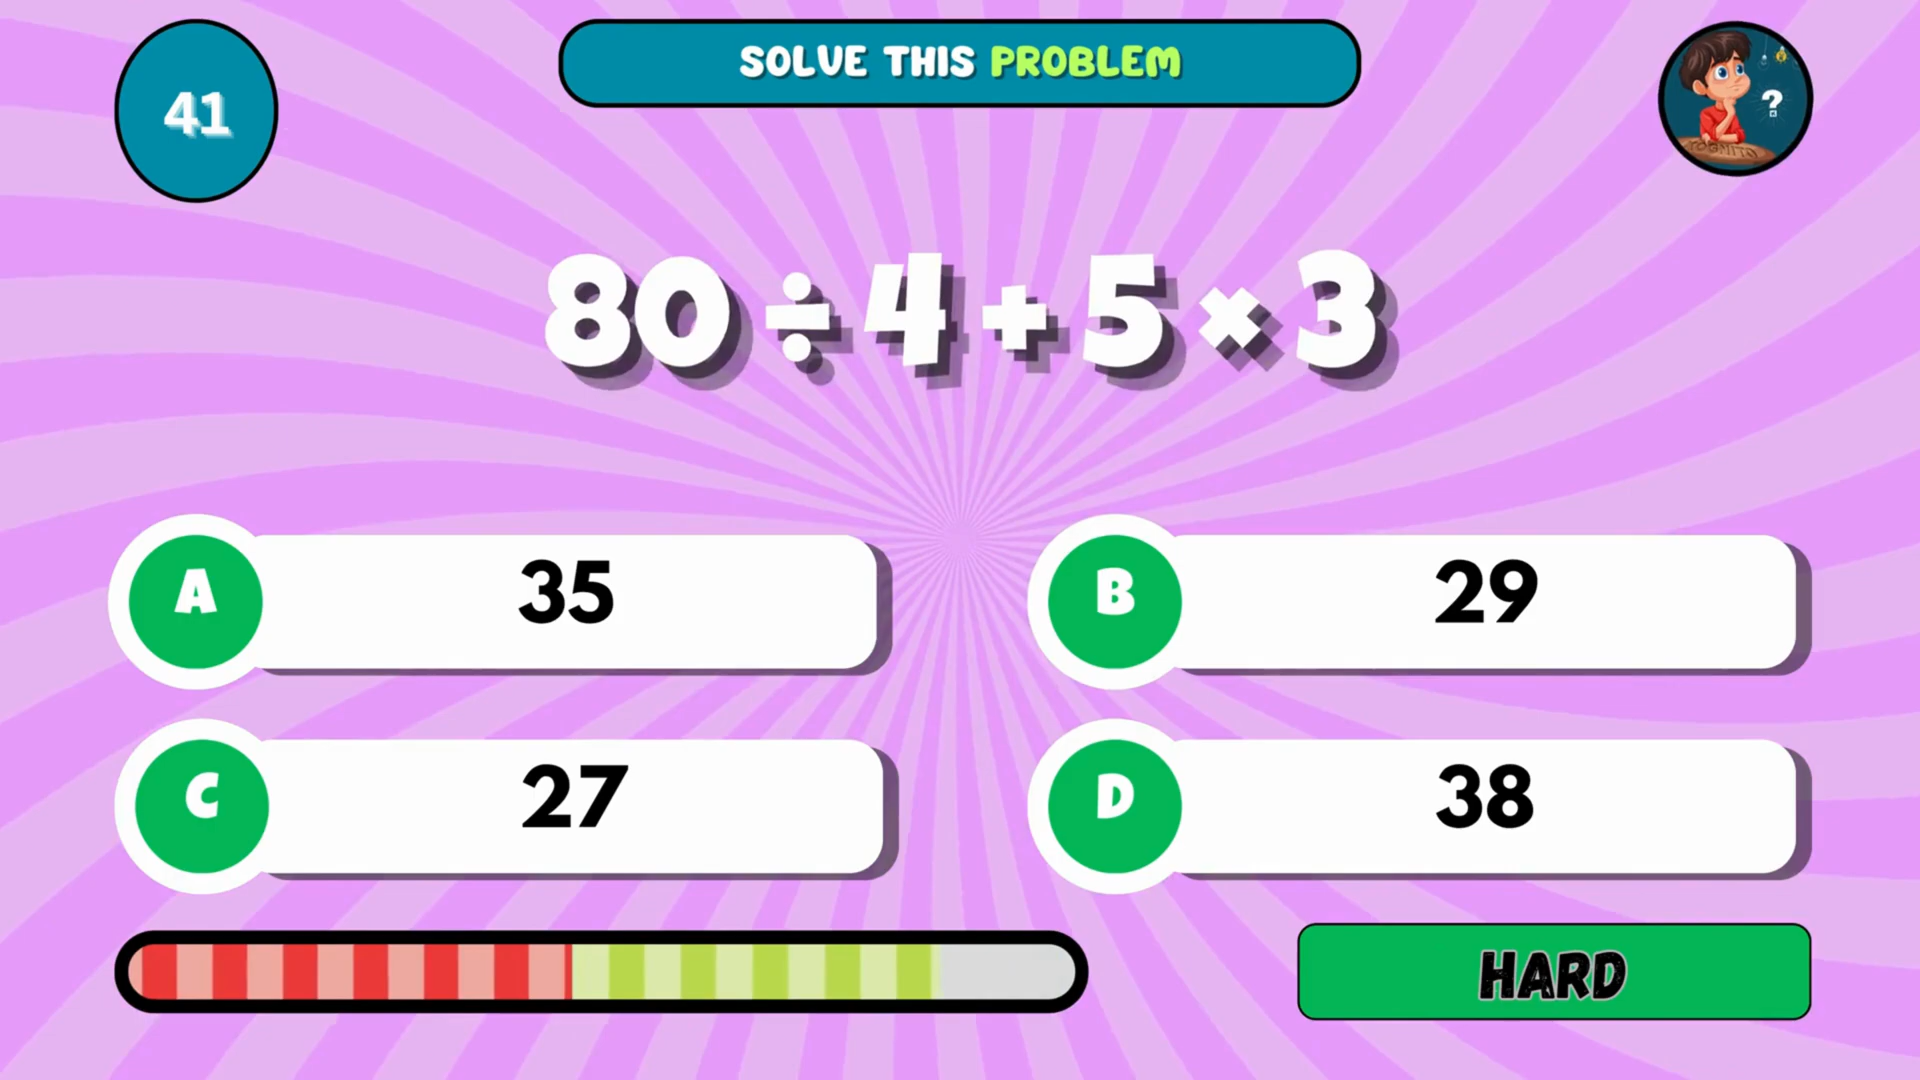 41
SOLVE THIS PROBLEM
?
80 ÷ 4 + 5 × 3
A 35
B 29
C 27
D 38
HARD